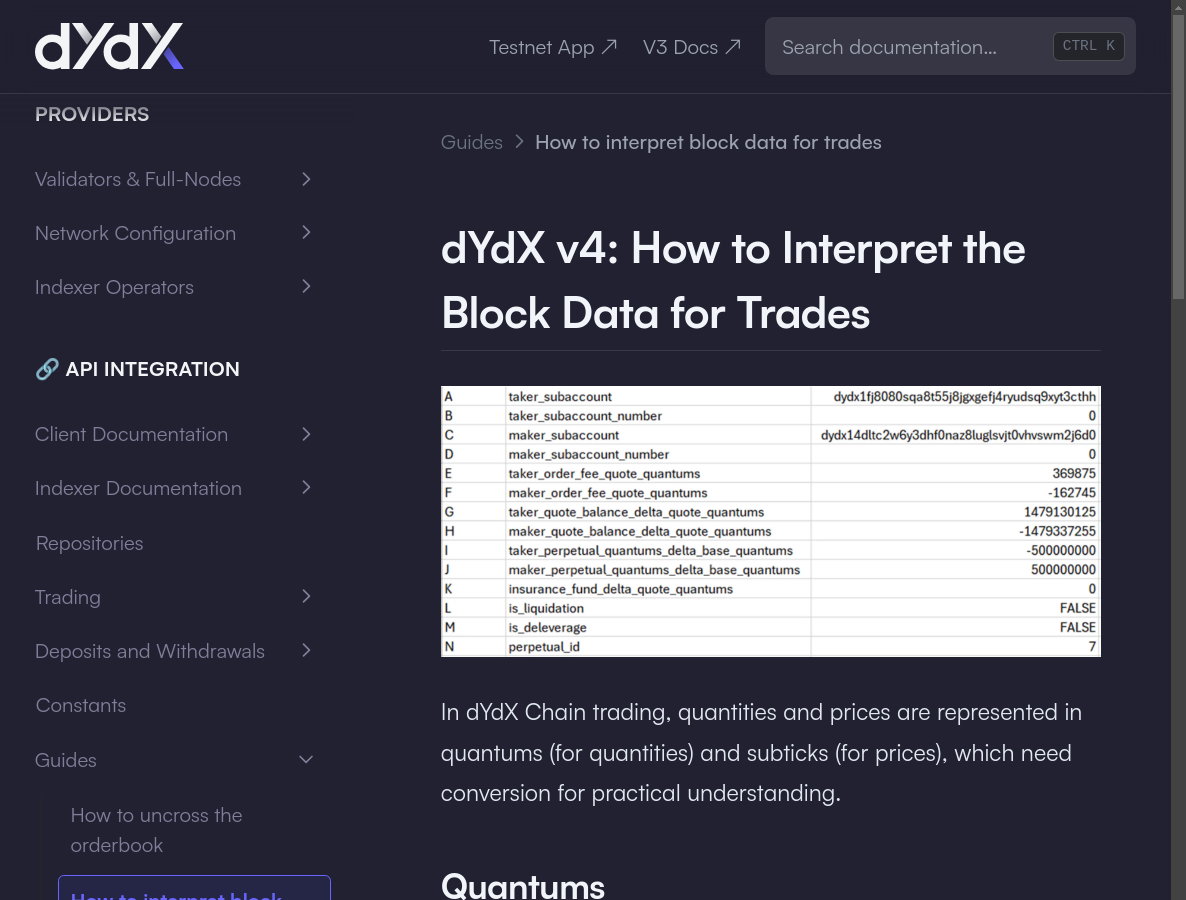 dYdX
Testnet App
V3 Docs
Search documentation...
CTRL K
PROVIDERS
Validators & Full-Nodes
Network Configuration
Indexer Operators
API INTEGRATION
Client Documentation
Indexer Documentation
Repositories
Trading
Deposits and Withdrawals
Constants
Guides
How to uncross the
orderbook
How to interpret block
Guides > How to interpret block data for trades
dYdX v4: How to Interpret the
Block Data for Trades
A taker_subaccount dydx1fj8080sqa8t55j8jgxgefj4ryudsq9xyt3cthh
B taker_subaccount_number 0
C maker_subaccount dydx14dltc2w6y3dhf0naz8luglsvjt0vhvswm2j6d0
D maker_subaccount_number 0
E taker_order_fee_quote_quantums 369875
F maker_order_fee_quote_quantums -162745
G taker_quote_balance_delta_quote_quantums 1479130125
H maker_quote_balance_delta_quote_quantums -1479337255
I taker_perpetual_quantums_delta_base_quantums -500000000
J maker_perpetual_quantums_delta_base_quantums 500000000
K insurance_fund_delta_quote_quantums 0
L is_liquidation FALSE
M is_deleverage FALSE
N perpetual_id 7
In dYdX Chain trading, quantities and prices are represented in
quantums (for quantities) and subticks (for prices), which need
conversion for practical understanding.
Quantums